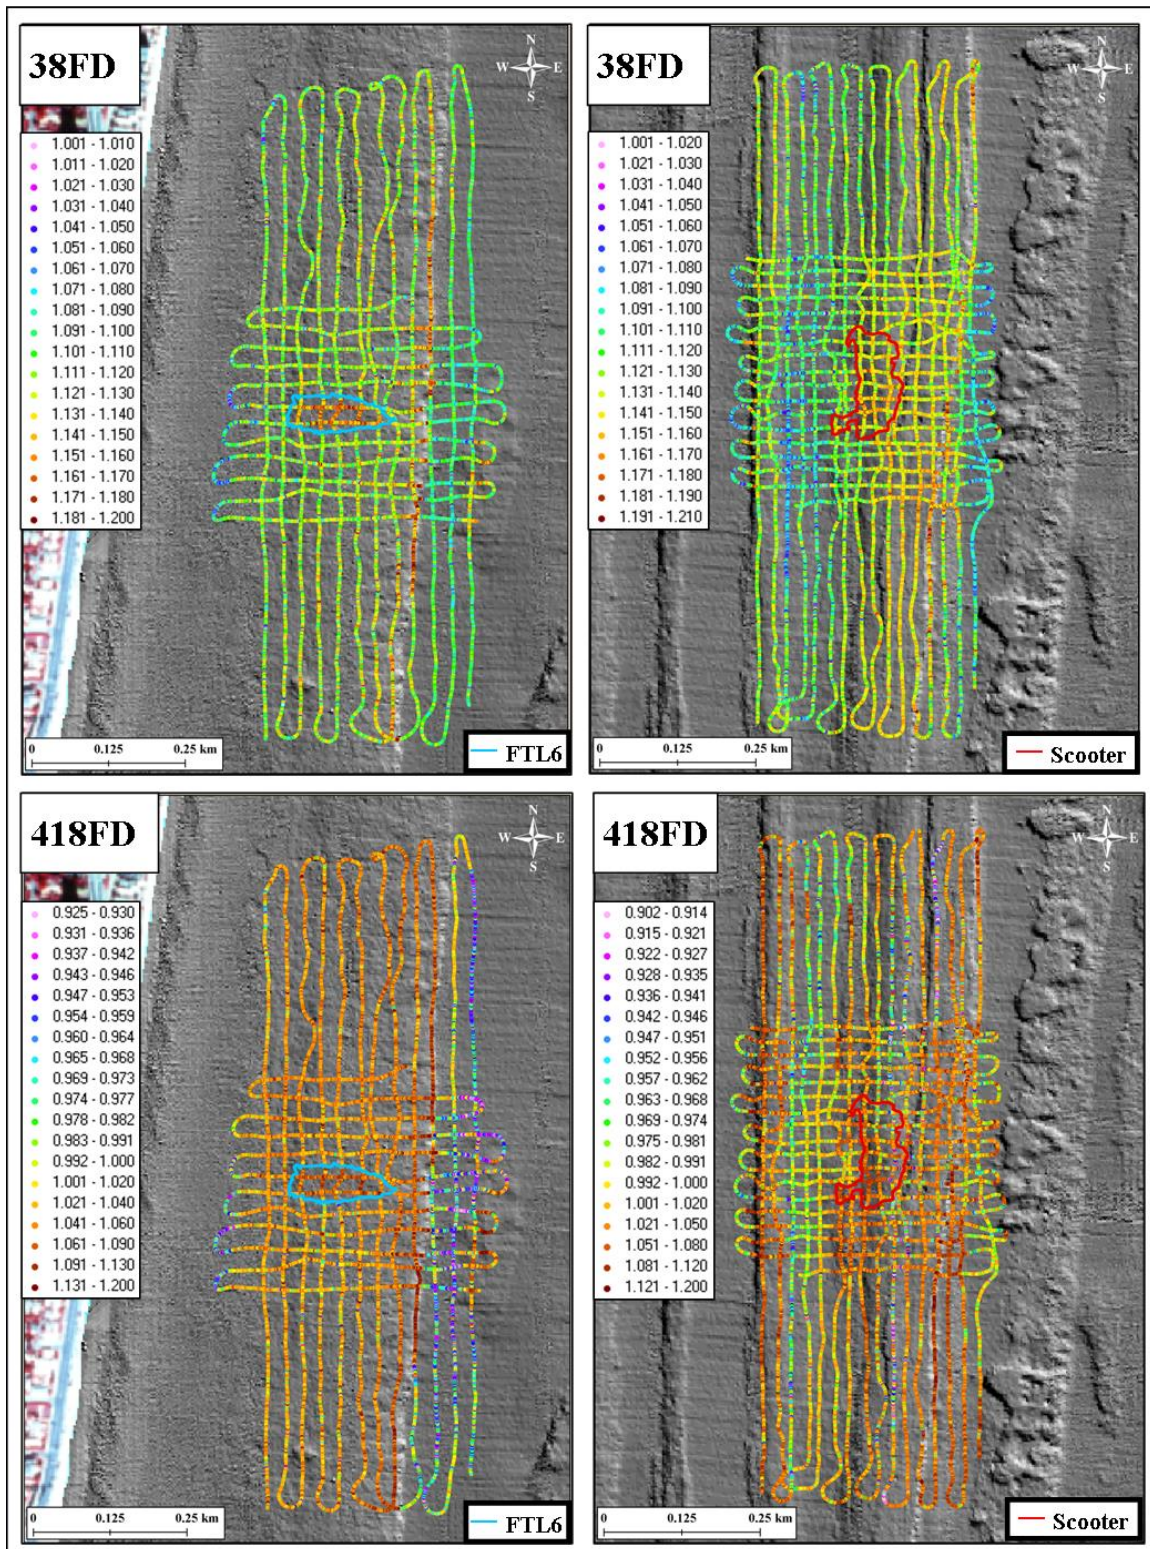 38FD
N
W E
S
1.001 - 1.010
1.011 - 1.020
1.021 - 1.030
1.031 - 1.040
1.041 - 1.050
1.051 - 1.060
1.061 - 1.070
1.071 - 1.080
1.081 - 1.090
1.091 - 1.100
1.101 - 1.110
1.111 - 1.120
1.121 - 1.130
1.131 - 1.140
1.141 - 1.150
1.151 - 1.160
1.161 - 1.170
1.171 - 1.180
1.181 - 1.200
0 0.125 0.25 km
FTL6
38FD
N
W E
S
1.001 - 1.020
1.021 - 1.030
1.031 - 1.040
1.041 - 1.050
1.051 - 1.060
1.061 - 1.070
1.071 - 1.080
1.081 - 1.090
1.091 - 1.100
1.101 - 1.110
1.111 - 1.120
1.121 - 1.130
1.131 - 1.140
1.141 - 1.150
1.151 - 1.160
1.161 - 1.170
1.171 - 1.180
1.181 - 1.190
1.191 - 1.210
0 0.125 0.25 km
Scooter
418FD
N
W E
S
0.925 - 0.930
0.931 - 0.936
0.937 - 0.942
0.943 - 0.946
0.947 - 0.953
0.954 - 0.959
0.960 - 0.964
0.965 - 0.968
0.969 - 0.973
0.974 - 0.977
0.978 - 0.982
0.983 - 0.991
0.992 - 1.000
1.001 - 1.020
1.021 - 1.040
1.041 - 1.060
1.061 - 1.090
1.091 - 1.130
1.131 - 1.200
0 0.125 0.25 km
FTL6
418FD
N
W E
S
0.902 - 0.914
0.915 - 0.921
0.922 - 0.927
0.928 - 0.935
0.936 - 0.941
0.942 - 0.946
0.947 - 0.951
0.952 - 0.956
0.957 - 0.962
0.963 - 0.968
0.969 - 0.974
0.975 - 0.981
0.982 - 0.991
0.992 - 1.000
1.001 - 1.020
1.021 - 1.050
1.051 - 1.080
1.081 - 1.120
1.121 - 1.200
0 0.125 0.25 km
Scooter